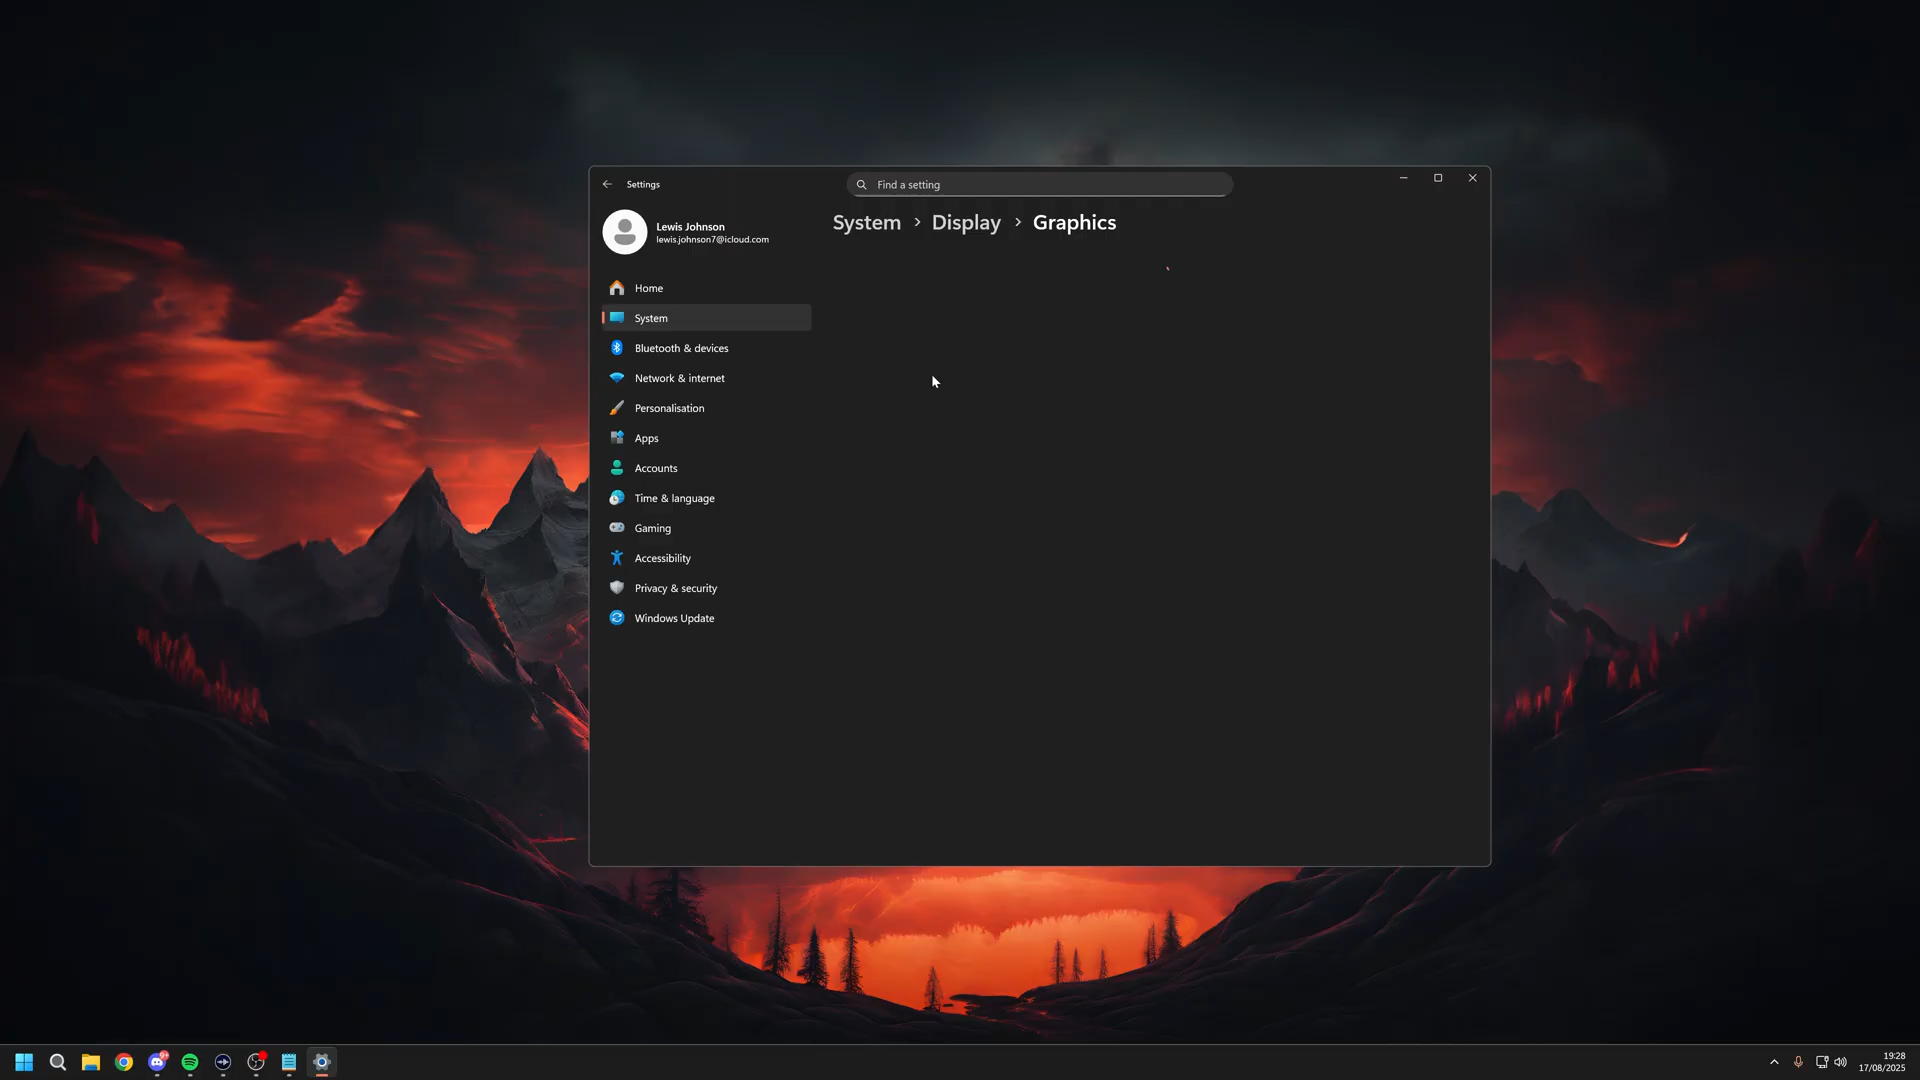 Settings
Find a setting
Lewis Johnson
lewis.johnson7@icloud.com
System > Display > Graphics
Home
System
Bluetooth & devices
Network & internet
Personalisation
Apps
Accounts
Time & language
Gaming
Accessibility
Privacy & security
Windows Update
19:28
17/08/2025